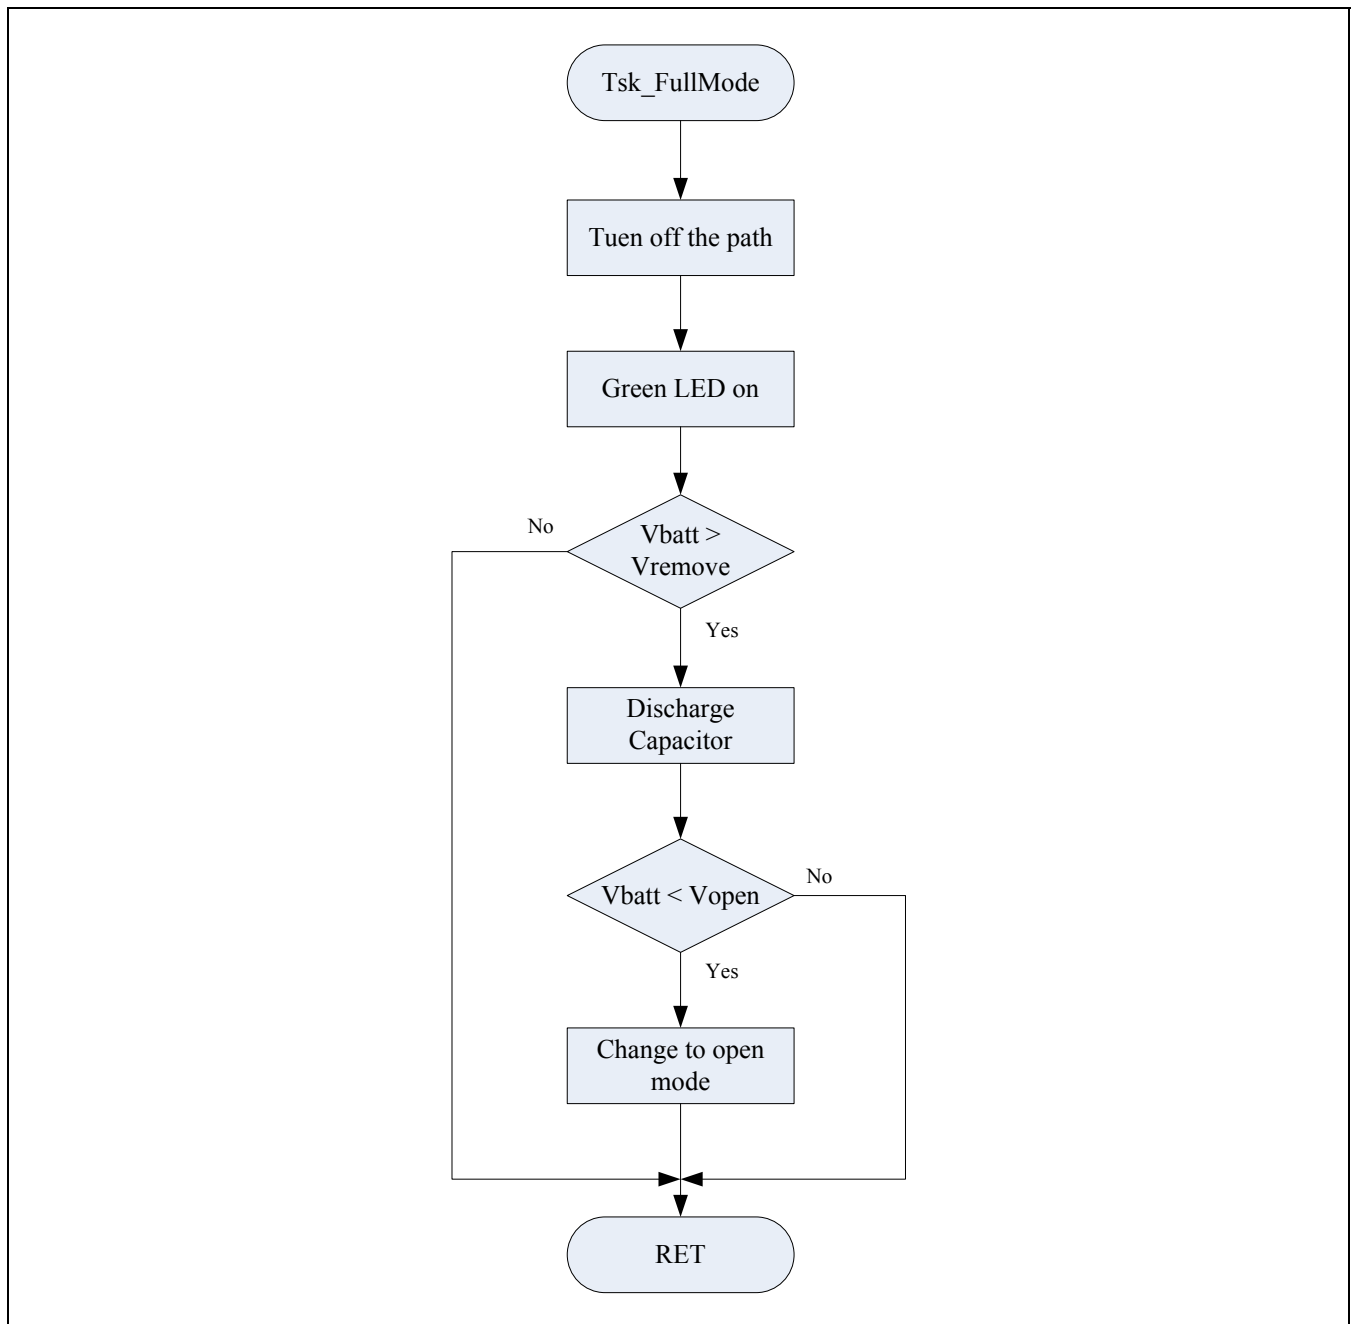 Tsk_FullMode
Tuen off the path
Green LED on
No
Vbatt >
Vremove
Yes
Discharge
Capacitor
No
Vbatt < Vopen
Yes
Change to open
mode
RET